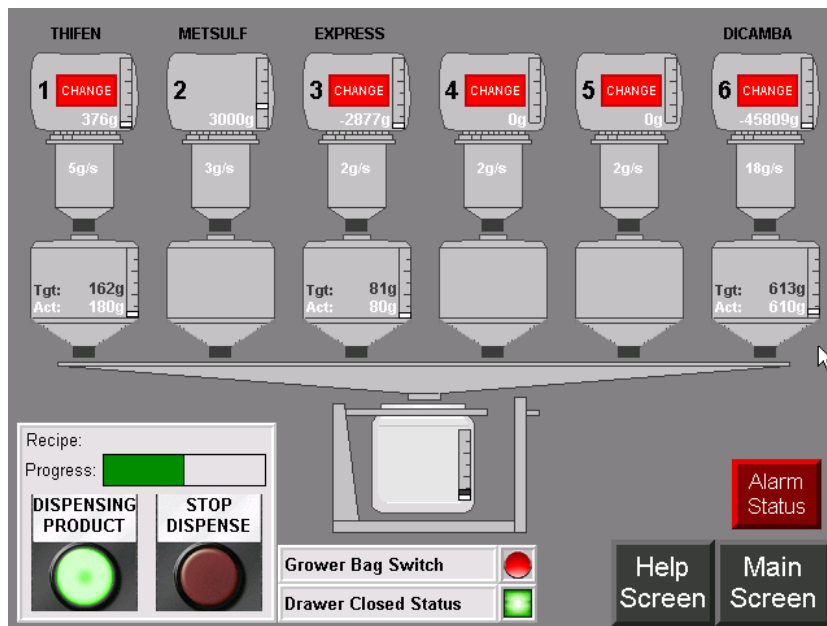 THIFEN METSULF EXPRESS DICAMBA
1 CHANGE 2 3 CHANGE 4 CHANGE 5 CHANGE 6 CHANGE
376g 3000g -2877g 0g 0g -45809g
5g/s 3g/s 2g/s 2g/s 2g/s 18g/s
Tgt: 162g Tgt: 81g Tgt: 613g
Act: 180g Act: 80g Act: 610g
Recipe:
Progress:
DISPENSING PRODUCT
STOP DISPENSE
Grower Bag Switch
Drawer Closed Status
Alarm Status
Help Screen
Main Screen